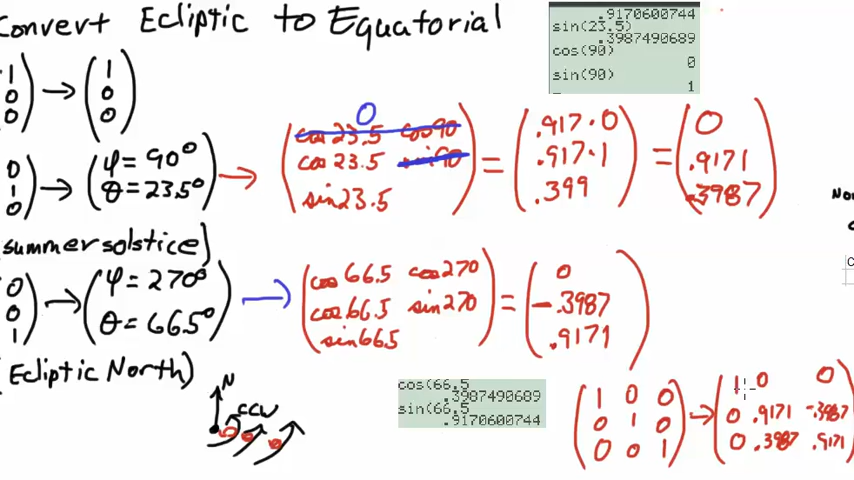 Convert Ecliptic to Equatorial
.9170600744
sin(23.5)
.3987490689
cos(90)
0
sin(90)
1
1 0 0 → 1 0 0
0 1 0 → φ = 90° θ = 23.5° → cos 23.5 cos 90 0 cos 23.5 sin 90 sin 23.5 = .917·0 .917·1 .399 = 0 .9171 .3987
(summer solstice)
0 0 1 → φ = 270° θ = 66.5° → cos 66.5 cos 270 cos 66.5 sin 270 sin 66.5 = 0 -.3987 .9171
(Ecliptic North)
N
CCW
cos(66.5
.3987490689
sin(66.5
.9170600744
1 0 0 → 1 0 0
0 1 0 0 .9171 -.3987
0 0 1 0 .3987 .9171